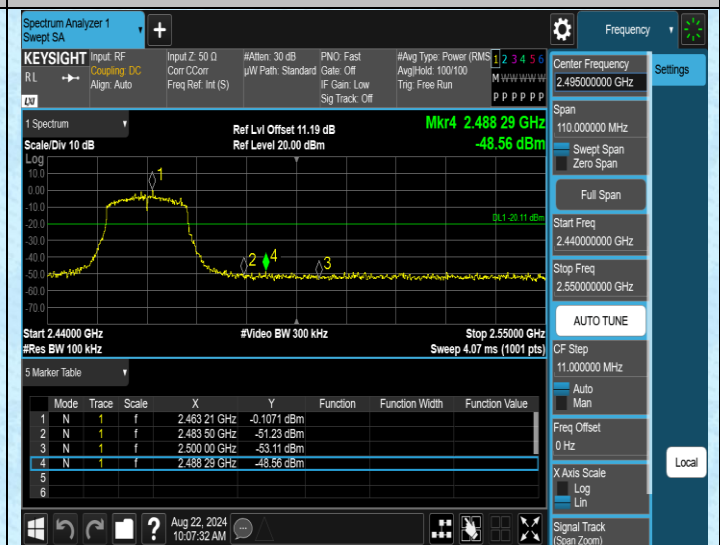 Spectrum Analyzer 1
Swept SA
Frequency
KEYSIGHT
R L
LXI
Input: RF
Coupling: DC
Align: Auto
Input Z: 50 Ω
Corr CCorr
Freq Ref: Int (S)
#Atten: 30 dB
µW Path: Standard
PNO: Fast
Gate: Off
IF Gain: Low
Sig Track: Off
#Avg Type: Power (RMS
Avg|Hold: 100/100
Trig: Free Run
1 2 3 4 5 6
M W W W W W
P P P P P P
1 Spectrum
Scale/Div 10 dB
Log
Ref Lvl Offset 11.19 dB
Ref Level 20.00 dBm
Mkr4 2.488 29 GHz
-48.56 dBm
10.0
0.00
-10.0
-20.0
-30.0
-40.0
-50.0
-60.0
-70.0
1
2
4
3
DL1 -20.11 dBm
Start 2.44000 GHz
#Res BW 100 kHz
#Video BW 300 kHz
Stop 2.55000 GHz
Sweep 4.07 ms (1001 pts)
5 Marker Table
Mode Trace Scale X Y Function Function Width Function Value
1 N 1 f 2.463 21 GHz -0.1071 dBm
2 N 1 f 2.483 50 GHz -51.23 dBm
3 N 1 f 2.500 00 GHz -53.11 dBm
4 N 1 f 2.488 29 GHz -48.56 dBm
5
6
Aug 22, 2024
10:07:32 AM
?
Center Frequency
2.495000000 GHz
Span
110.000000 MHz
Swept Span
Zero Span
Full Span
Start Freq
2.440000000 GHz
Stop Freq
2.550000000 GHz
AUTO TUNE
CF Step
11.000000 MHz
Auto
Man
Freq Offset
0 Hz
X Axis Scale
Log
Lin
Signal Track
(Span Zoom)
Settings
Local